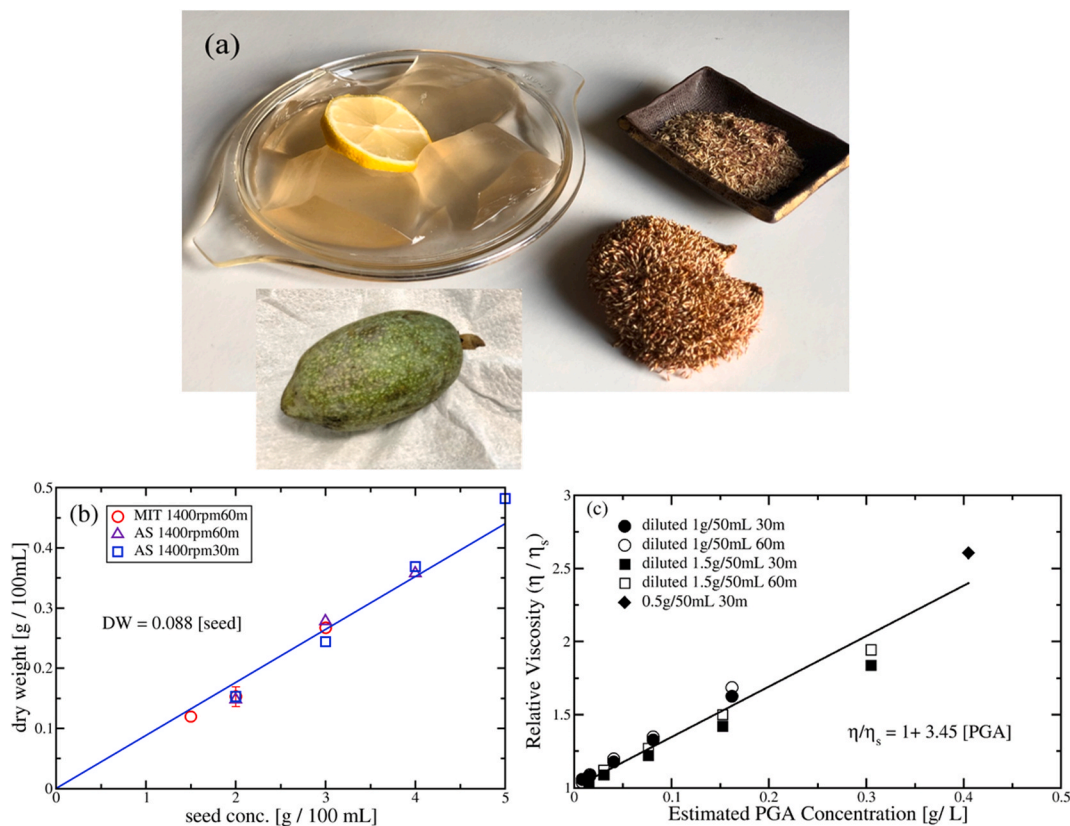 (a)
(b)
MIT 1400rpm60m
AS 1400rpm60m
AS 1400rpm30m
DW = 0.088 [seed]
dry weight [g / 100mL]
0.5
0.4
0.3
0.2
0.1
0
0 1 2 3 4 5
seed conc. [g / 100 mL]
(c)
diluted 1g/50mL 30m
diluted 1g/50mL 60m
diluted 1.5g/50mL 30m
diluted 1.5g/50mL 60m
0.5g/50mL 30m
η/ηs = 1+ 3.45 [PGA]
Relative Viscosity (η / ηs)
3
2.5
2
1.5
1
0 0.1 0.2 0.3 0.4 0.5
Estimated PGA Concentration [g/ L]